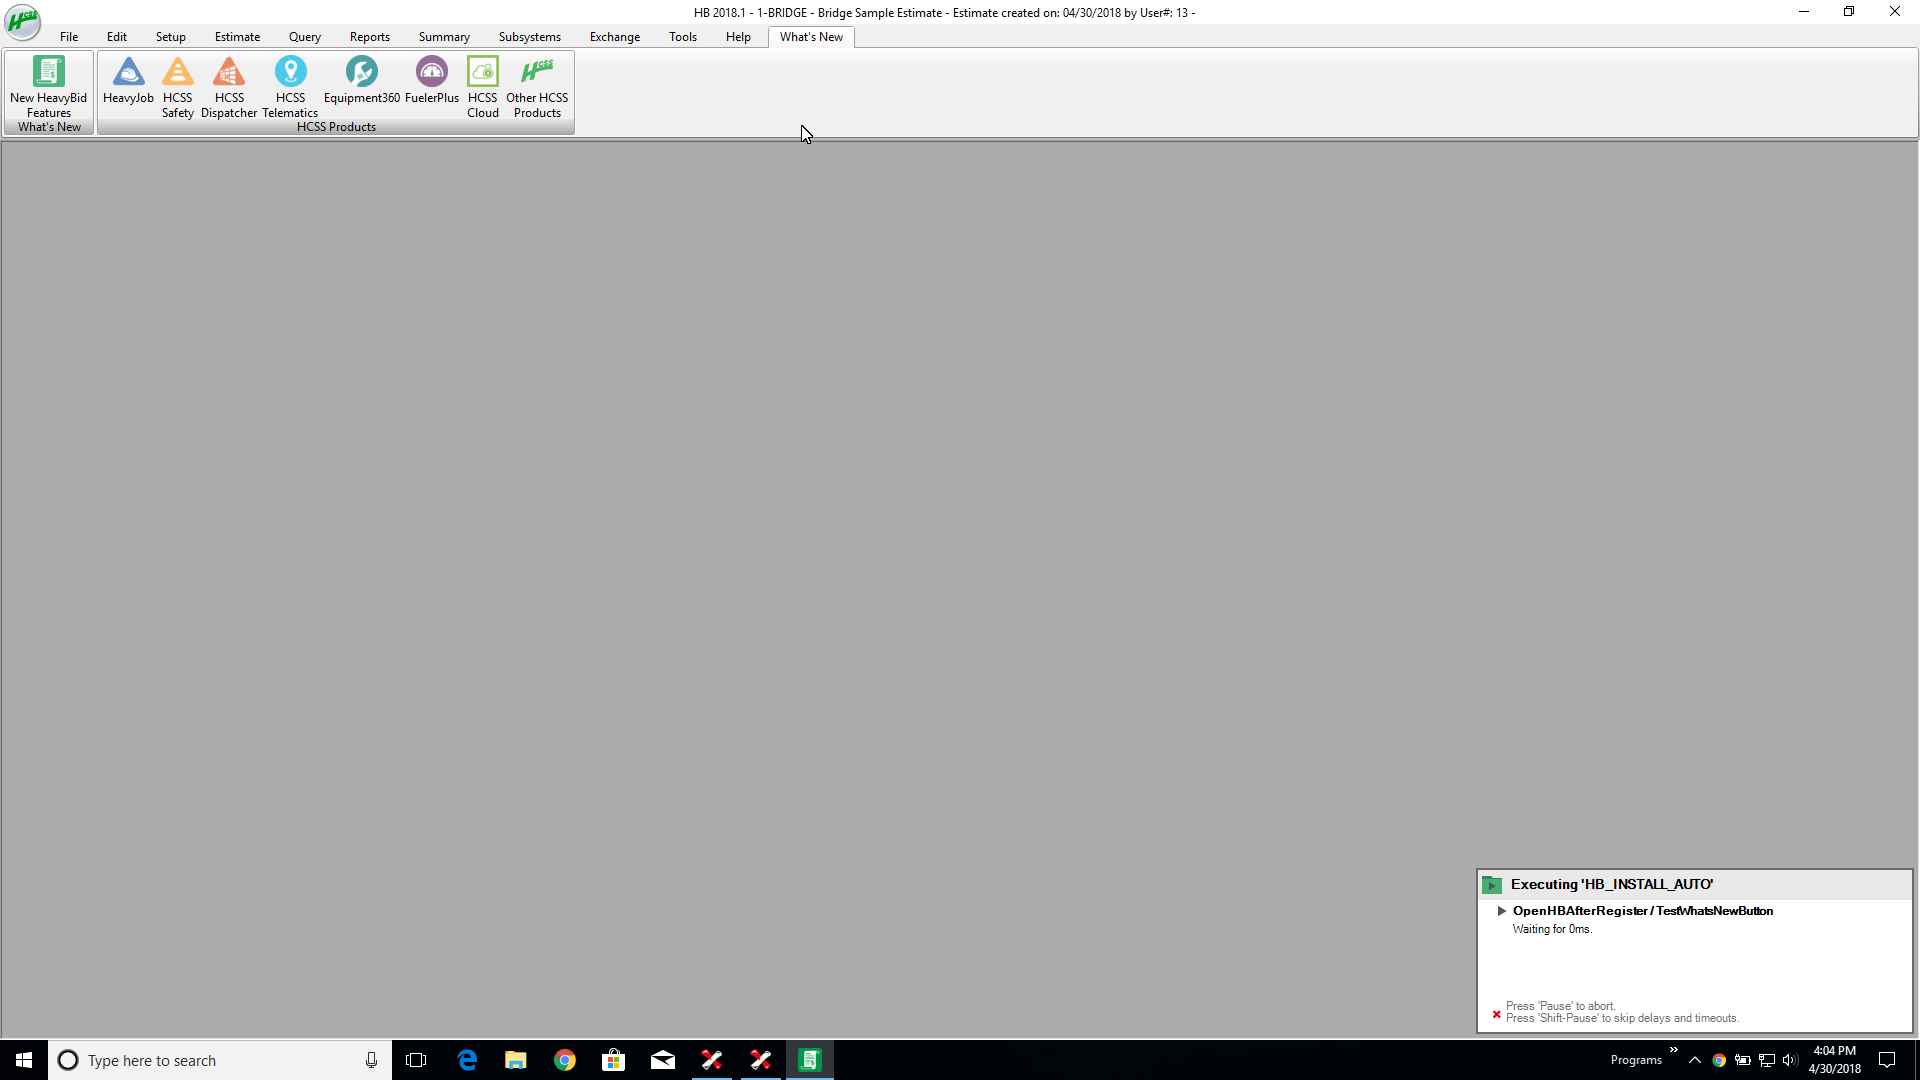 HB 2018.1 - 1-BRIDGE - Bridge Sample Estimate - Estimate created on: 04/30/2018 by User#: 13 -
HCSS
File Edit Setup Estimate Query Reports Summary Subsystems Exchange Tools Help What's New
HCSS
New HeavyBid Features
HeavyJob
HCSS Safety
HCSS Dispatcher
HCSS Telematics
Equipment360
FuelerPlus
HCSS Cloud
Other HCSS Products
What's New
HCSS Products
Executing 'HB_INSTALL_AUTO'
OpenHBAfterRegister / TestWhatsNewButton
Waiting for 0ms.
Press 'Pause' to abort.
Press 'Shift-Pause' to skip delays and timeouts.
Type here to search
Programs
4:04 PM
4/30/2018